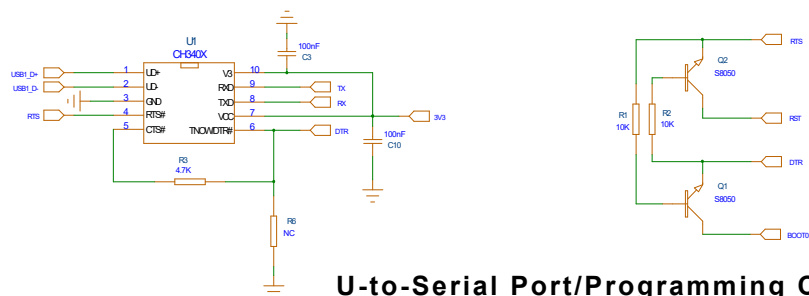 U1
CH340X
100nF
C3
USB1_D+
USB1_D-
RTS
1 UD+
2 UD-
3 GND
4 RTS#
5 CTS#
V3 10
RXD 9
TXD 8
VCC 7
TNOW/DTR# 6
TX
RX
3V3
DTR
100nF
C10
R3
4.7K
R6
NC
RTS
Q2
S8050
R1
10K
R2
10K
RST
DTR
Q1
S8050
BOOT0
U-to-Serial Port/Programming C